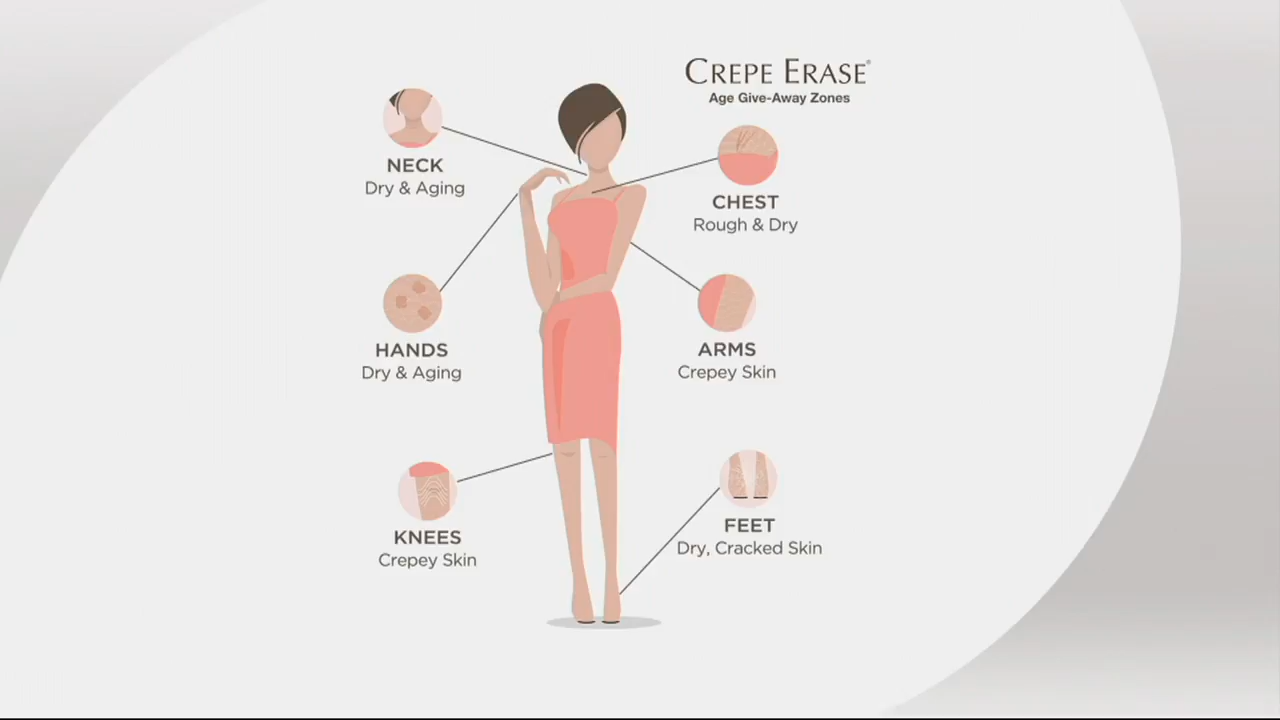 CREPE ERASE®
Age Give-Away Zones
NECK
Dry & Aging
CHEST
Rough & Dry
HANDS
Dry & Aging
ARMS
Crepey Skin
KNEES
Crepey Skin
FEET
Dry, Cracked Skin